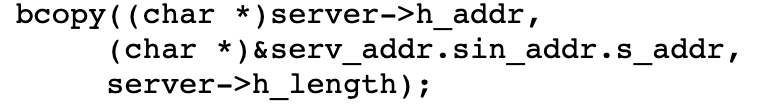 bcopy((char *)server->h_addr,
(char *)&serv_addr.sin_addr.s_addr,
server->h_length);